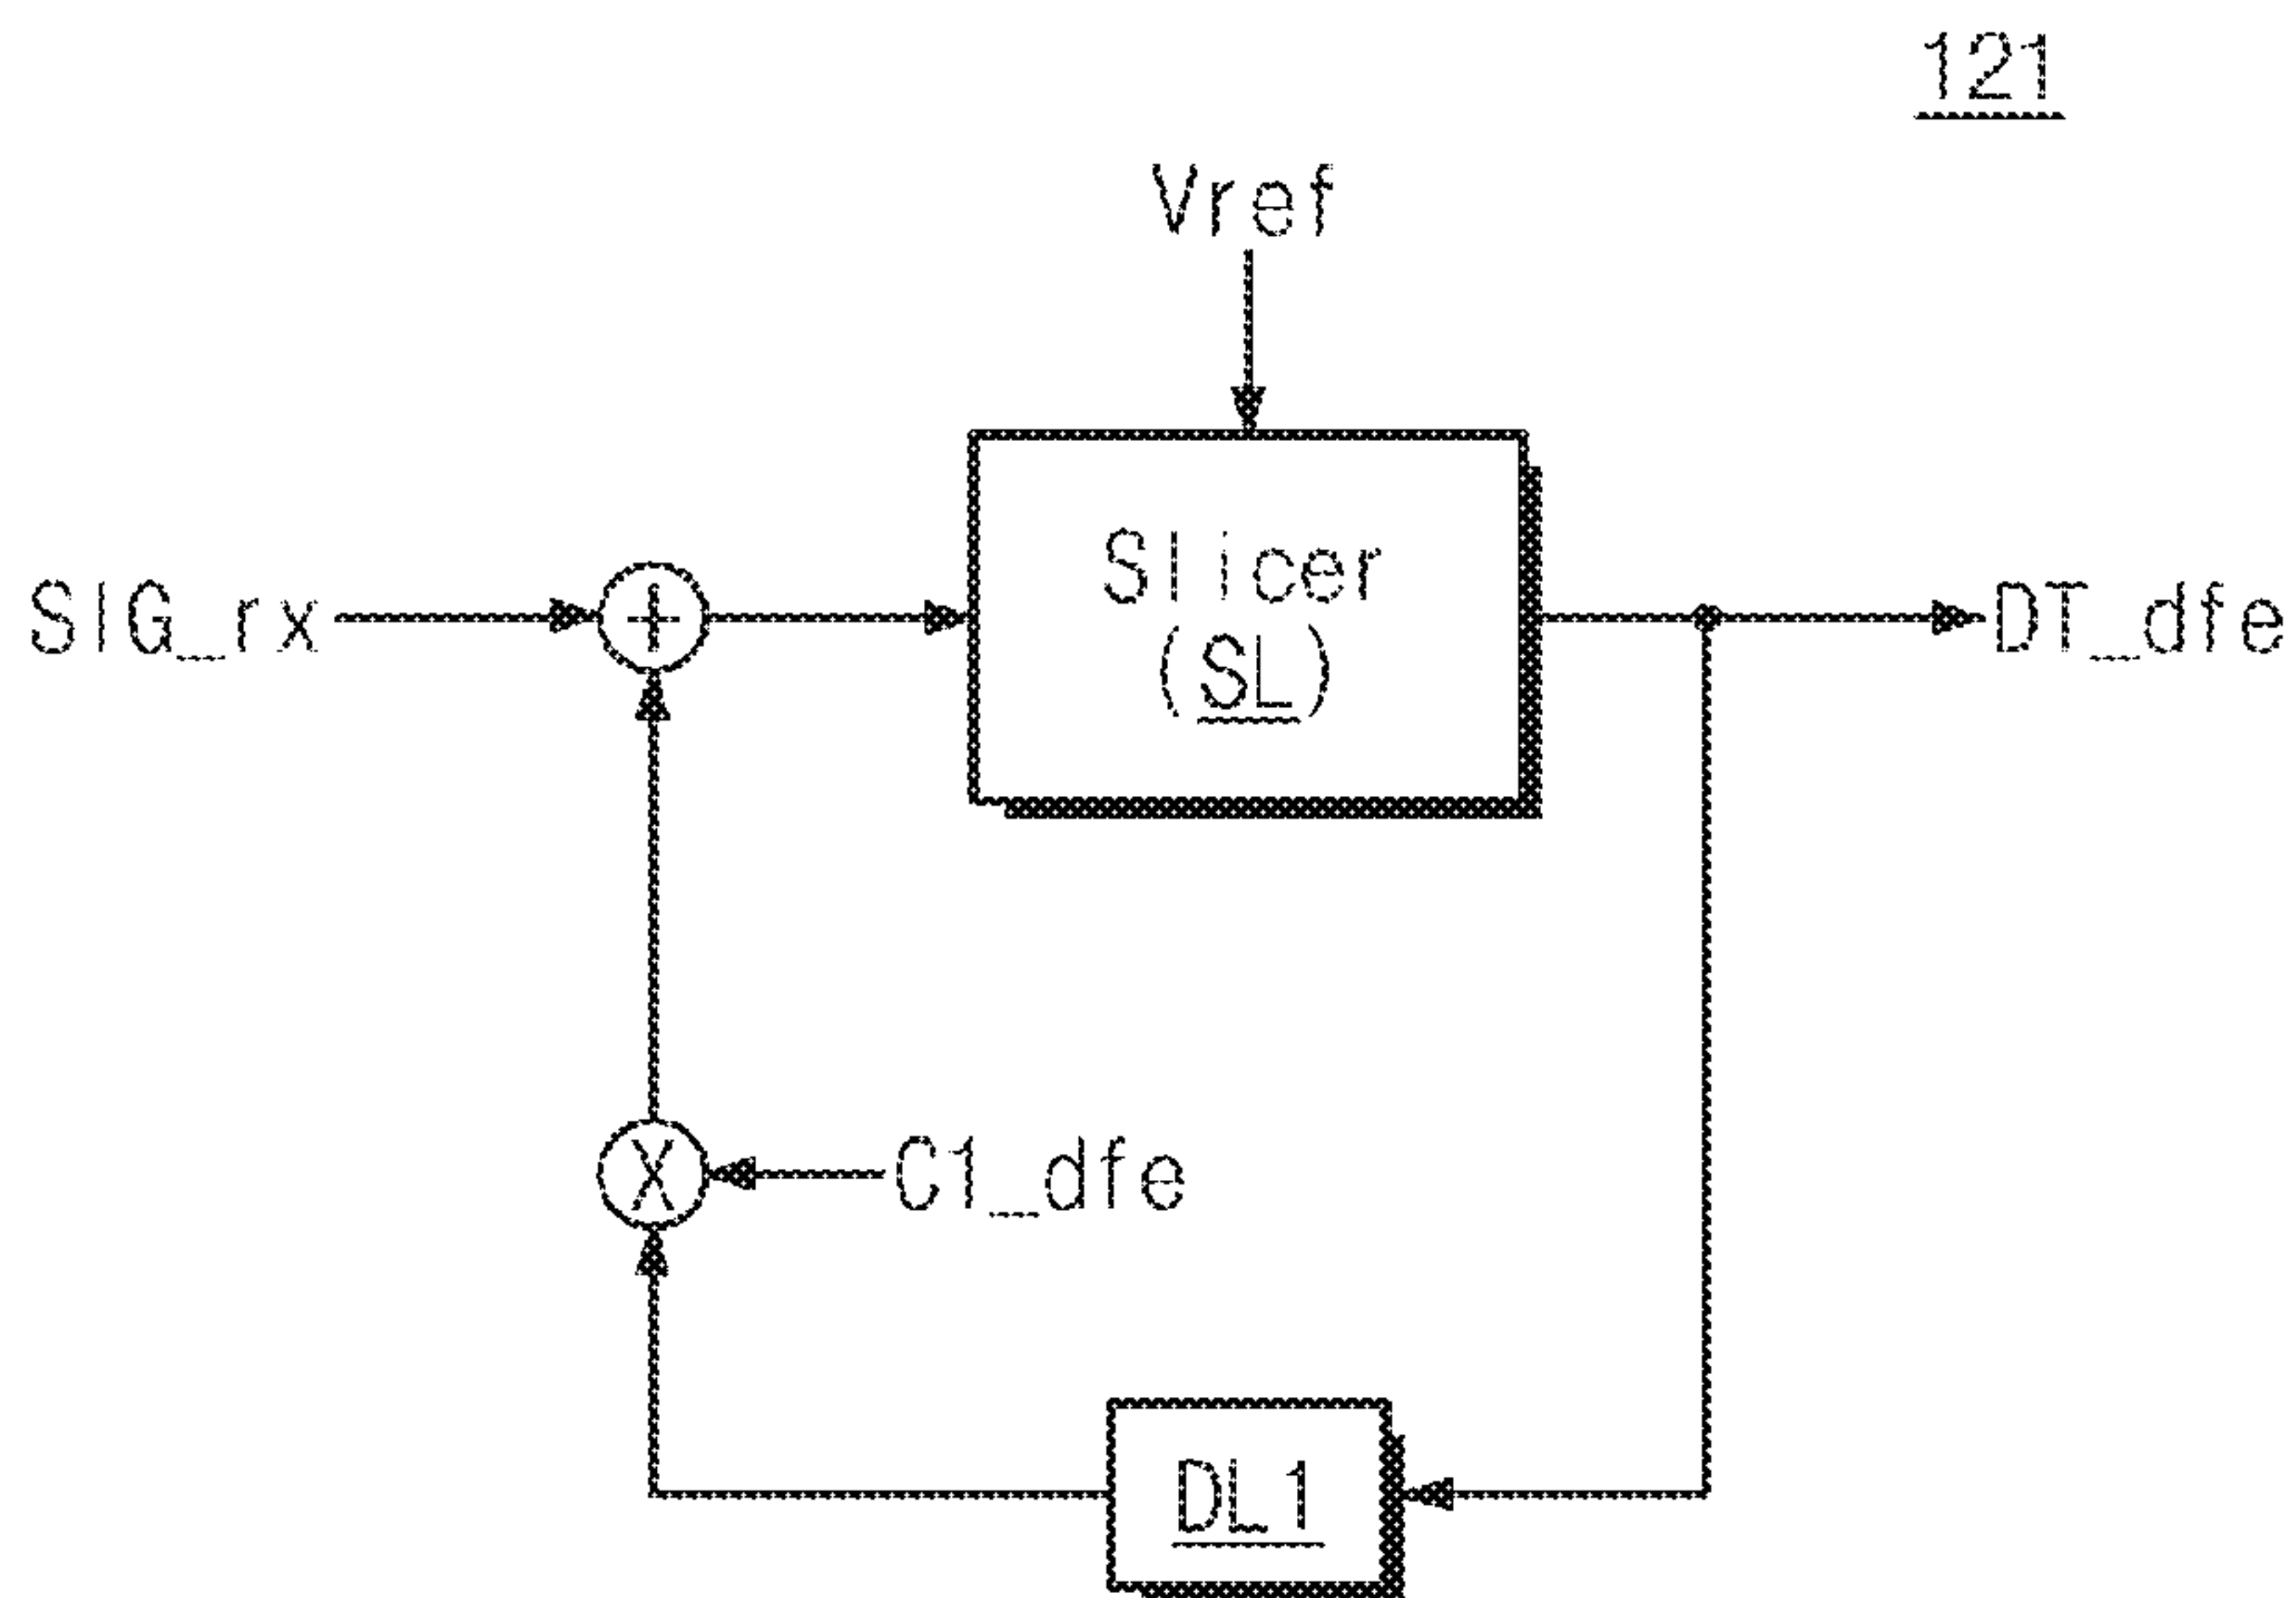 121
Vref
SIG_rx
+
Slicer
(SL)
DT_dfe
X
C1_dfe
DL1